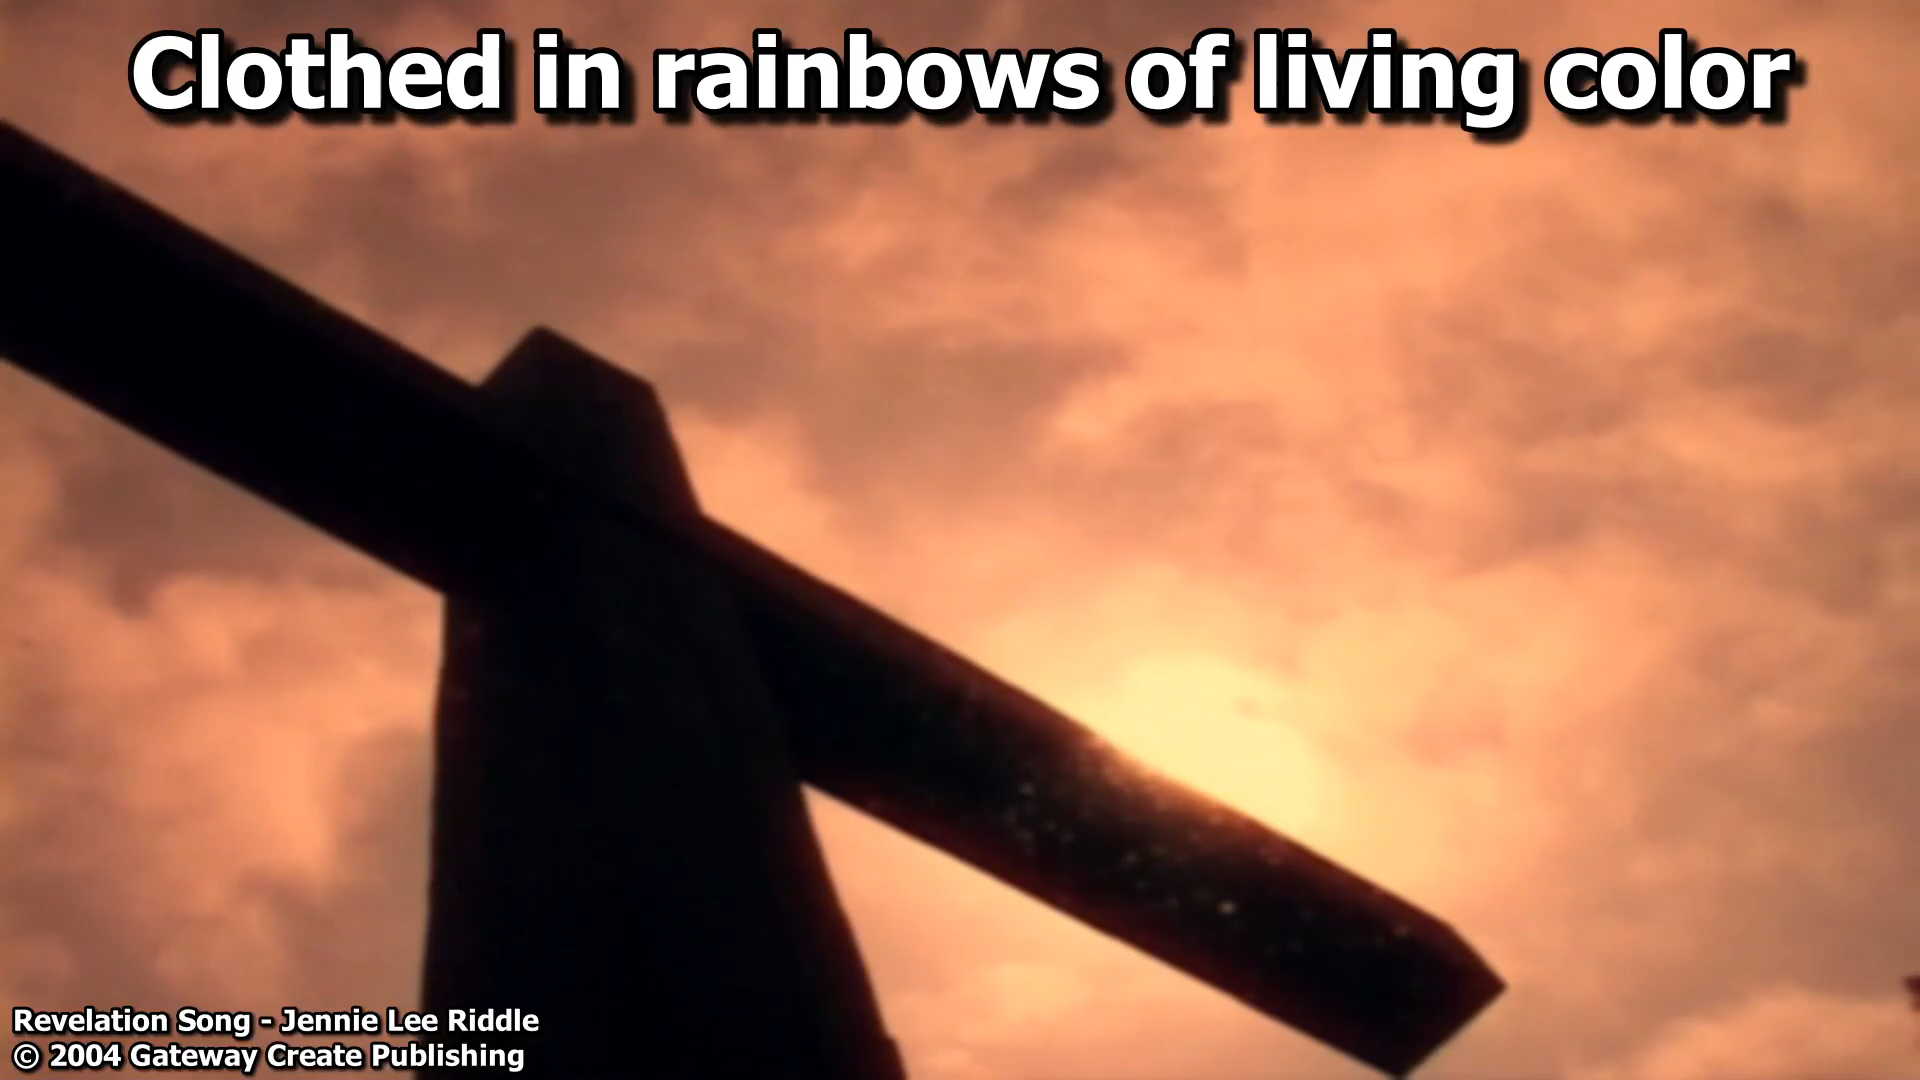 Clothed in rainbows of living color
Revelation Song - Jennie Lee Riddle
© 2004 Gateway Create Publishing